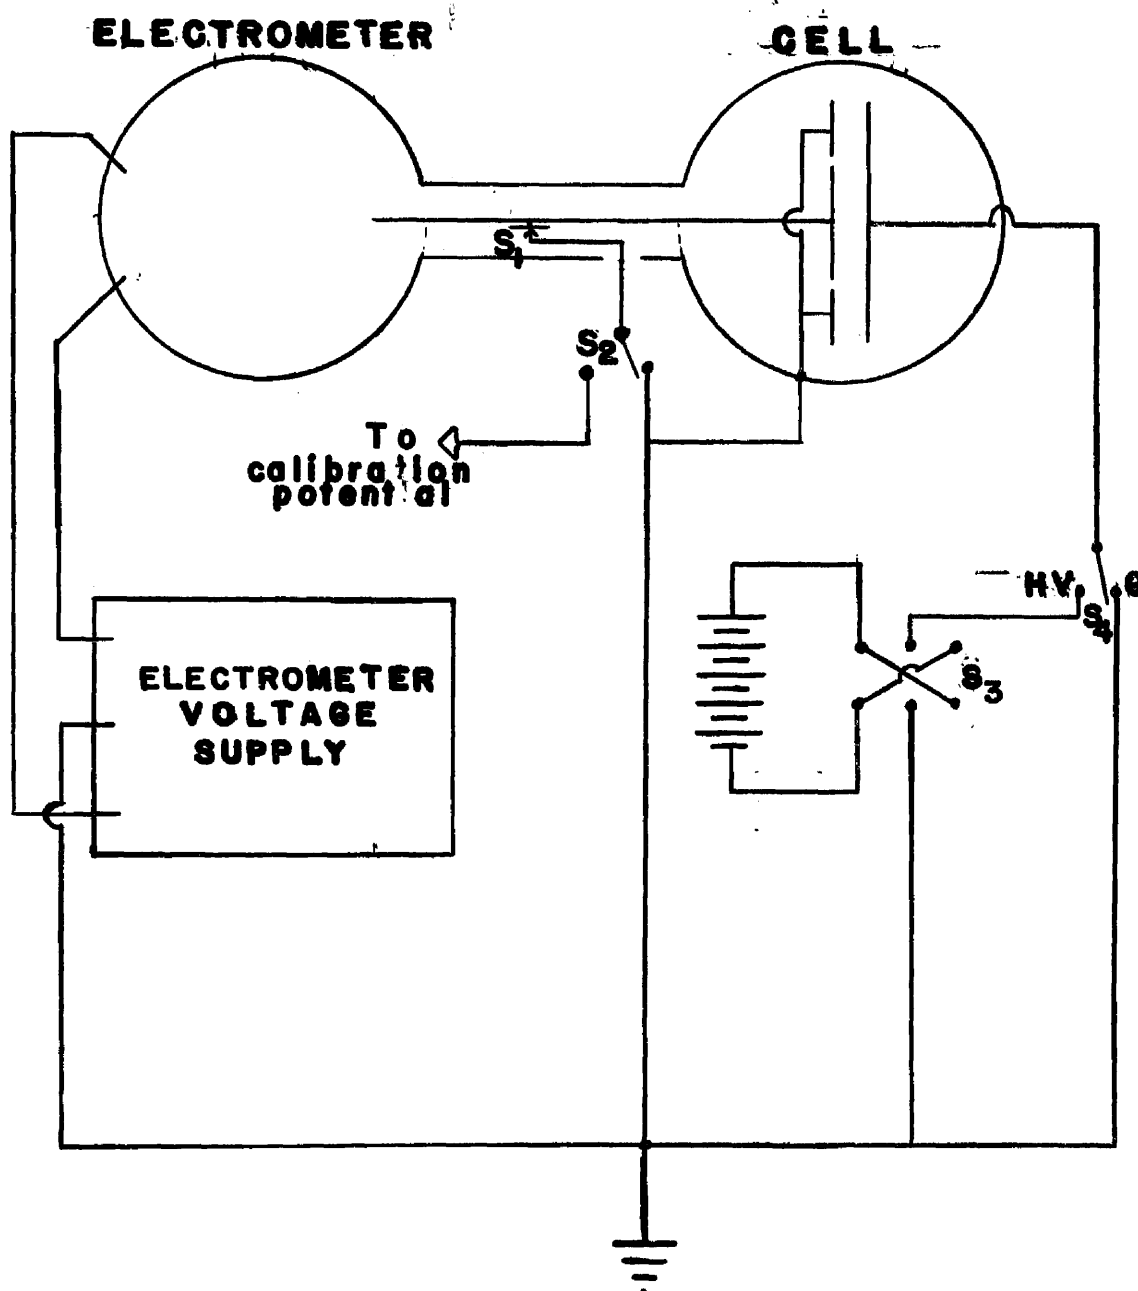 ELECTROMETER
CELL
S1
S2
To
calibration
potential
HV
G
S4
S3
ELECTROMETER
VOLTAGE
SUPPLY